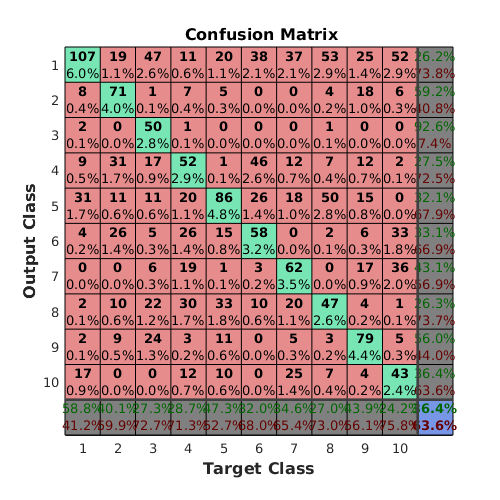 Confusion Matrix
1
107 19 47 11 20 38 37 53 25 52 26.2%
6.0% 1.1% 2.6% 0.6% 1.1% 2.1% 2.1% 2.9% 1.4% 2.9% 73.8%
2
8 71 1 7 5 0 0 4 18 6 59.2%
0.4% 4.0% 0.1% 0.4% 0.3% 0.0% 0.0% 0.2% 1.0% 0.3% 40.8%
3
2 0 50 1 0 0 0 1 0 0 92.6%
0.1% 0.0% 2.8% 0.1% 0.0% 0.0% 0.0% 0.1% 0.0% 0.0% 7.4%
4
9 31 17 52 1 46 12 7 12 2 27.5%
0.5% 1.7% 0.9% 2.9% 0.1% 2.6% 0.7% 0.4% 0.7% 0.1% 72.5%
5
31 11 11 20 86 26 18 50 15 0 32.1%
1.7% 0.6% 0.6% 1.1% 4.8% 1.4% 1.0% 2.8% 0.8% 0.0% 67.9%
6
4 26 5 26 15 58 0 2 6 33 33.1%
0.2% 1.4% 0.3% 1.4% 0.8% 3.2% 0.0% 0.1% 0.3% 1.8% 66.9%
7
0 0 6 19 1 3 62 0 17 36 43.1%
0.0% 0.0% 0.3% 1.1% 0.1% 0.2% 3.5% 0.0% 0.9% 2.0% 56.9%
8
2 10 22 30 33 10 20 47 4 1 26.3%
0.1% 0.6% 1.2% 1.7% 1.8% 0.6% 1.1% 2.6% 0.2% 0.1% 73.7%
9
2 9 24 3 11 0 5 3 79 5 56.0%
0.1% 0.5% 1.3% 0.2% 0.6% 0.0% 0.3% 0.2% 4.4% 0.3% 44.0%
10
17 0 0 12 10 0 25 7 4 43 36.4%
0.9% 0.0% 0.0% 0.7% 0.6% 0.0% 1.4% 0.4% 0.2% 2.4% 63.6%
58.8% 40.1% 27.3% 28.7% 47.3% 32.0% 34.6% 27.0% 43.9% 24.2% 36.4%
41.2% 59.9% 72.7% 71.3% 52.7% 68.0% 65.4% 73.0% 56.1% 75.8% 63.6%
1 2 3 4 5 6 7 8 9 10
Target Class
Output Class